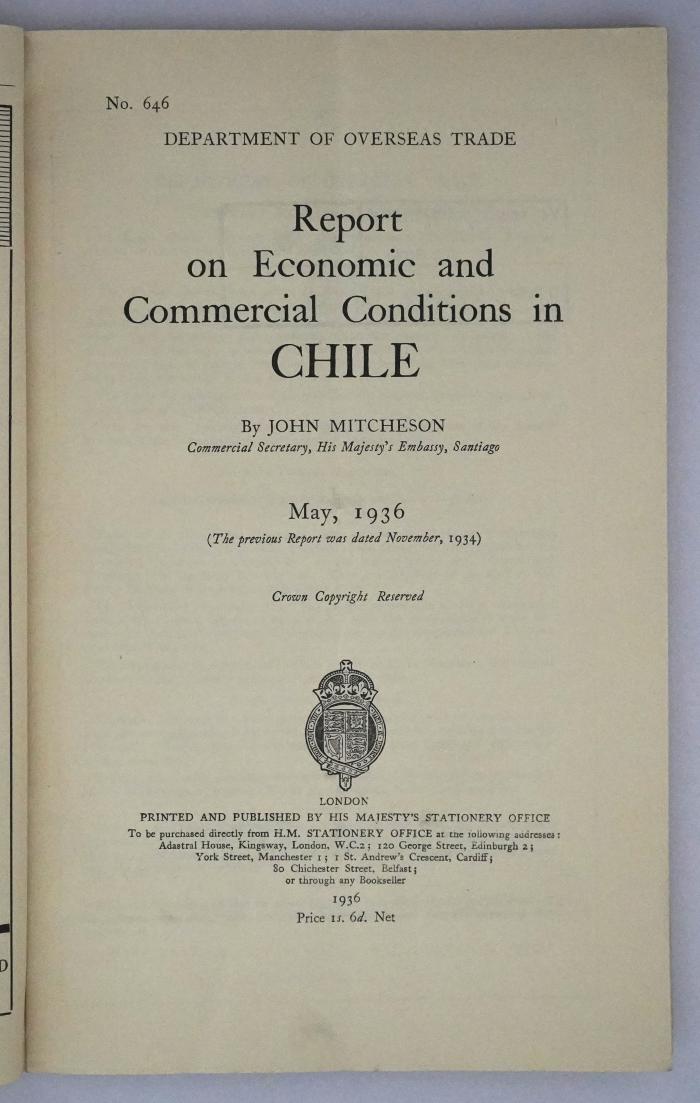 No. 646
DEPARTMENT OF OVERSEAS TRADE
Report
on Economic and
Commercial Conditions in
CHILE
By JOHN MITCHESON
Commercial Secretary, His Majesty's Embassy, Santiago
May, 1936
(The previous Report was dated November, 1934)
Crown Copyright Reserved
LONDON
PRINTED AND PUBLISHED BY HIS MAJESTY'S STATIONERY OFFICE
To be purchased directly from H.M. STATIONERY OFFICE at the following addresses:
Adastral House, Kingsway, London, W.C.2; 120 George Street, Edinburgh 2;
York Street, Manchester 1; 1 St. Andrew's Crescent, Cardiff;
80 Chichester Street, Belfast;
or through any Bookseller
1936
Price 1s. 6d. Net
D